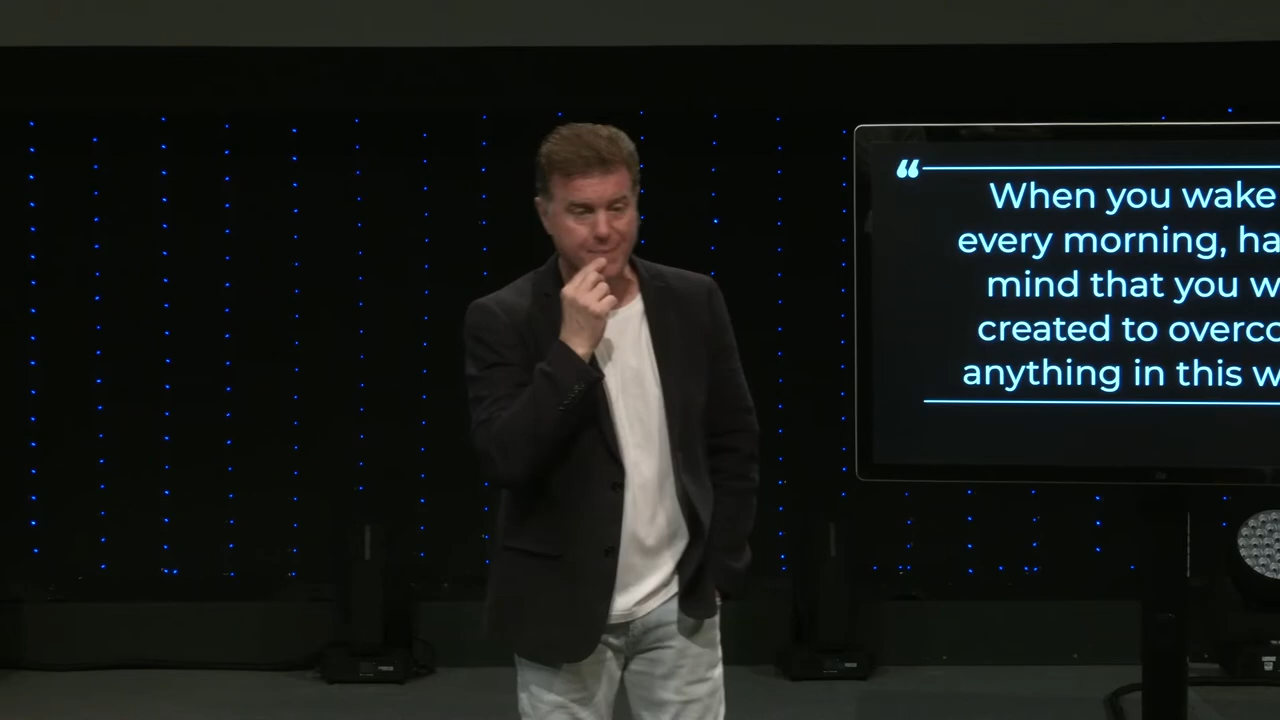 When you wake
every morning, ha
mind that you w
created to overco
anything in this w